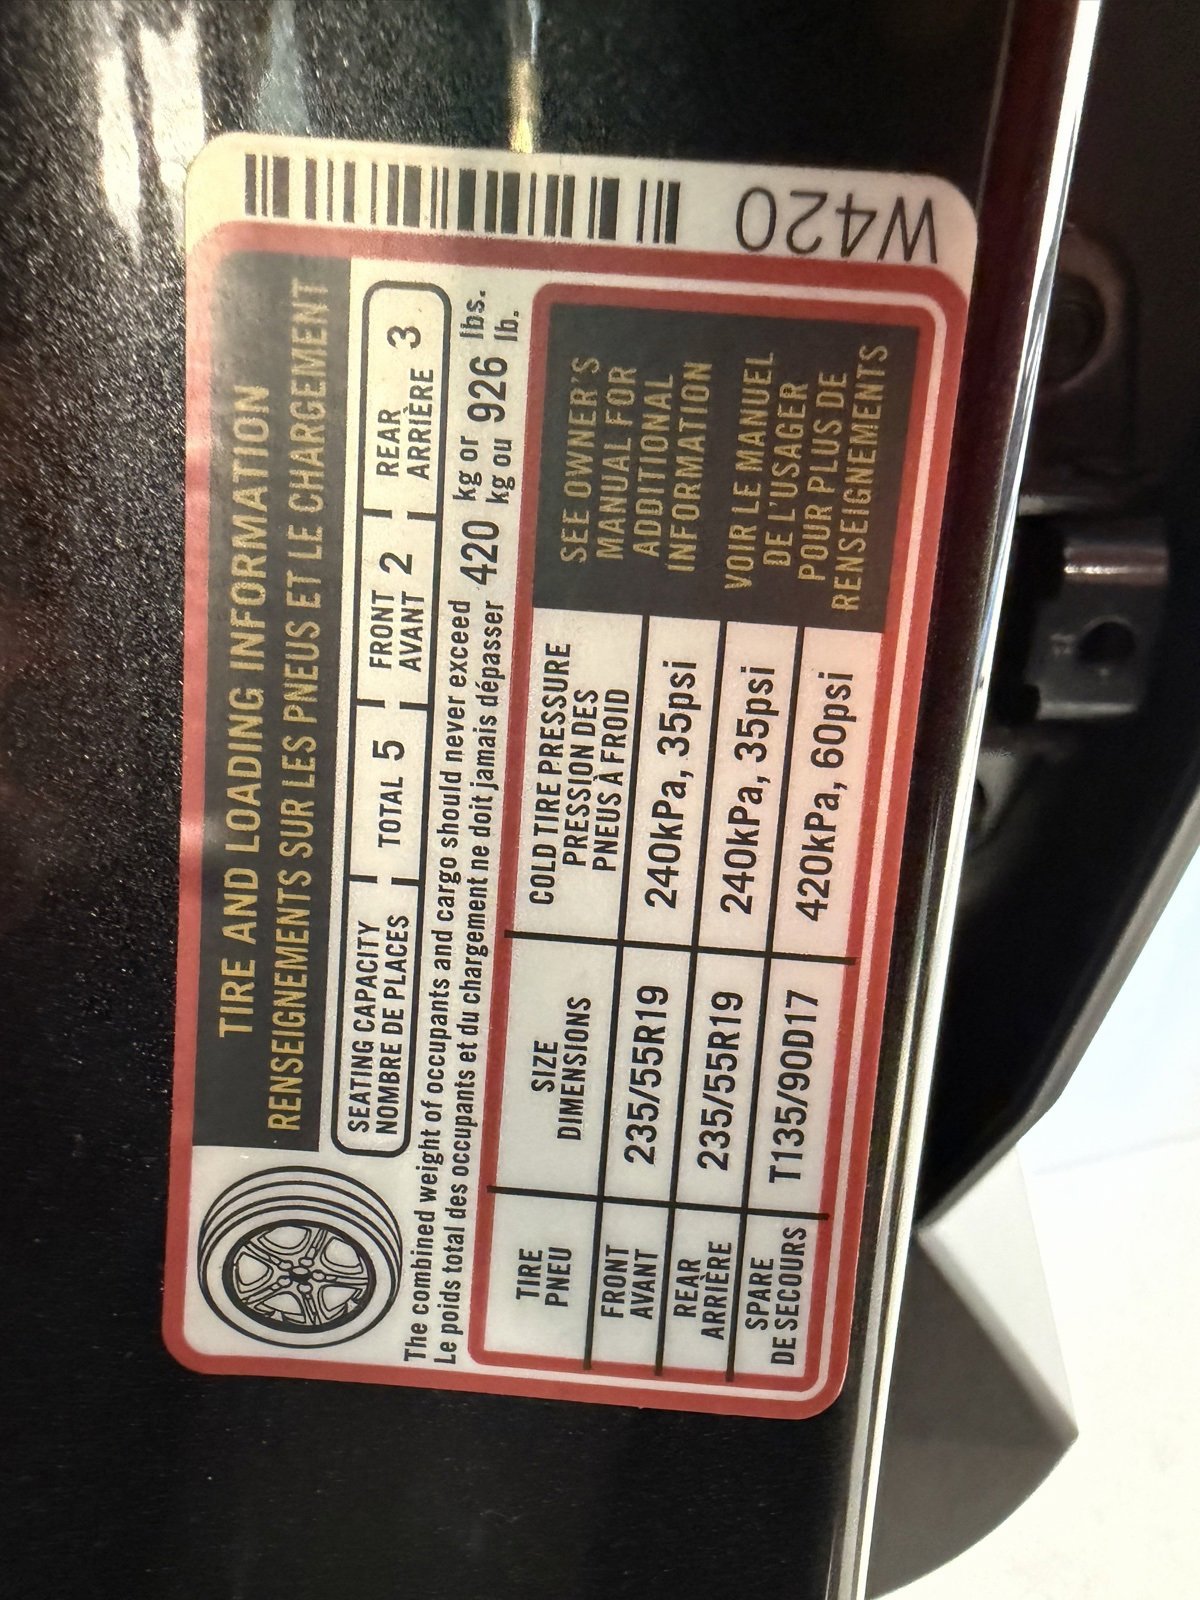 TIRE AND LOADING INFORMATION
RENSEIGNEMENTS SUR LES PNEUS ET LE CHARGEMENT
SEATING CAPACITY
NOMBRE DE PLACES
TOTAL 5
FRONT
AVANT 2
REAR
ARRIÈRE 3
The combined weight of occupants and cargo should never exceed 420 kg or 926 lbs.
Le poids total des occupants et du chargement ne doit jamais dépasser 420 kg ou 926 lb.
TIRE
PNEU
SIZE
DIMENSIONS
COLD TIRE PRESSURE
PRESSION DES
PNEUS À FROID
FRONT
AVANT
235/55R19
240kPa, 35psi
REAR
ARRIÈRE
235/55R19
240kPa, 35psi
SPARE
DE SECOURS
T135/90D17
420kPa, 60psi
SEE OWNER'S
MANUAL FOR
ADDITIONAL
INFORMATION
VOIR LE MANUEL
DE L'USAGER
POUR PLUS DE
RENSEIGNEMENTS
W420